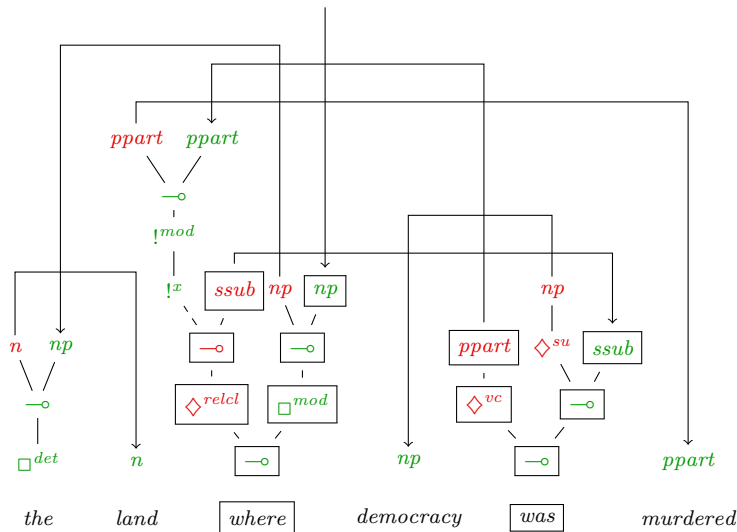 ppart ppart
⊸
!mod
!x ssub np np np
n np ⊸ ⊸ ppart ◇su ssub
⊸ ◇relcl □mod ◇vc ⊸
□det n ⊸ np ⊸ ppart
the land where democracy was murdered